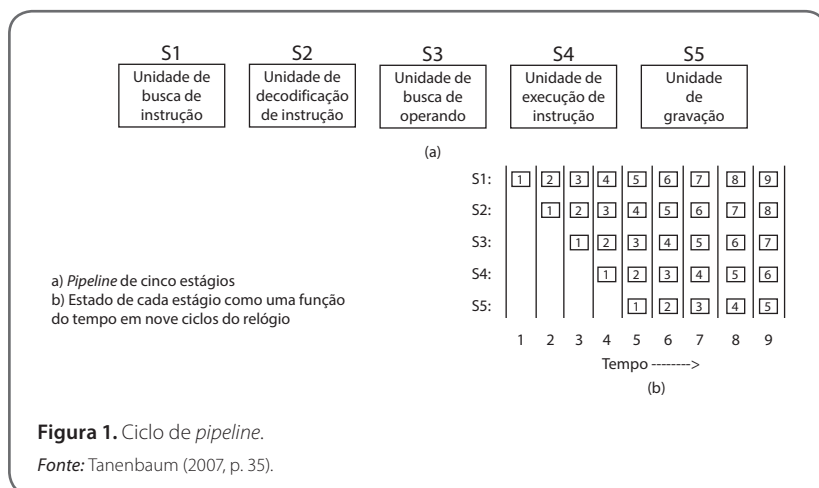 S1 S2 S3 S4 S5
Unidade de
busca de
instrução
Unidade de
decodificação
de instrução
Unidade de
busca de
operando
Unidade de
execução de
instrução
Unidade
de
gravação
(a)
S1: 1 2 3 4 5 6 7 8 9
S2: 1 2 3 4 5 6 7 8
S3: 1 2 3 4 5 6 7
S4: 1 2 3 4 5 6
S5: 1 2 3 4 5
1 2 3 4 5 6 7 8 9
Tempo -------->
(b)
a) Pipeline de cinco estágios
b) Estado de cada estágio como uma função
do tempo em nove ciclos do relógio
Figura 1. Ciclo de pipeline.
Fonte: Tanenbaum (2007, p. 35).